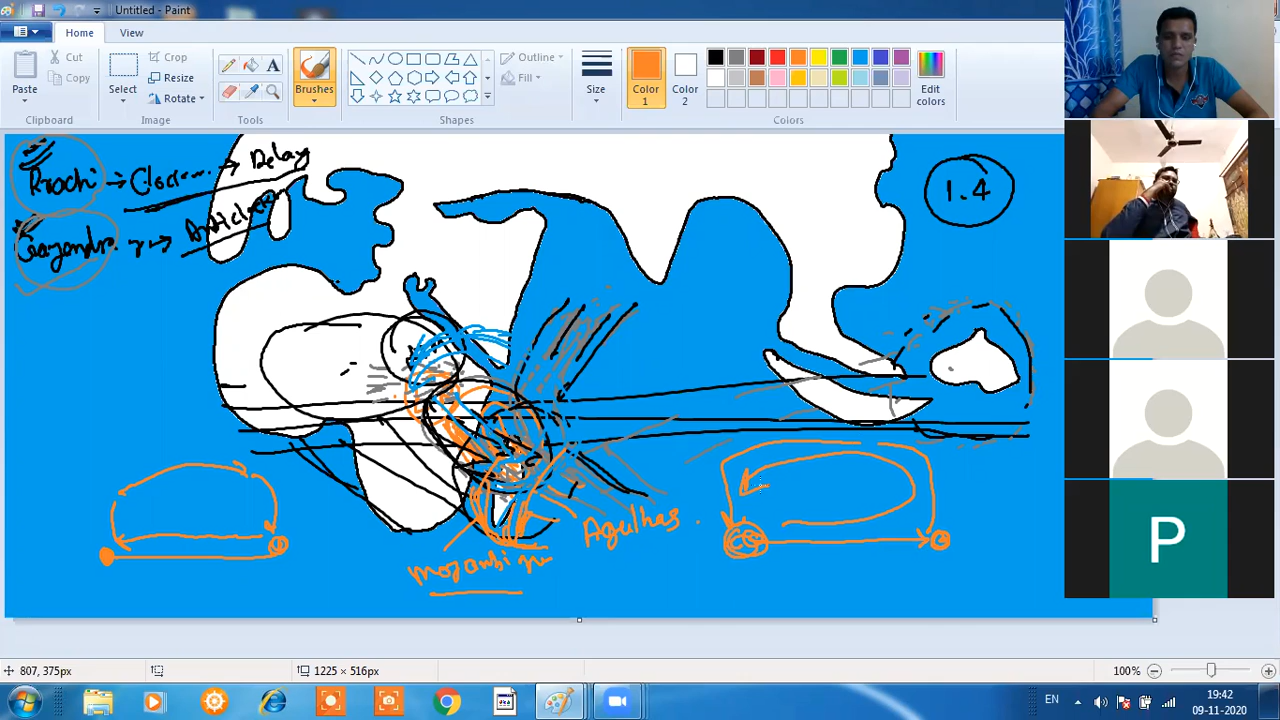 Untitled - Paint
Home
View
Paste
Cut
Copy
Clipboard
Select
Crop
Resize
Rotate
Image
Tools
Brushes
Shapes
Outline
Fill
Size
Color 1
Color 2
Edit colors
Colors
Delay
1.4
Agulhas
P
807, 375px
1225 × 516px
100%
EN
19:42
09-11-2020